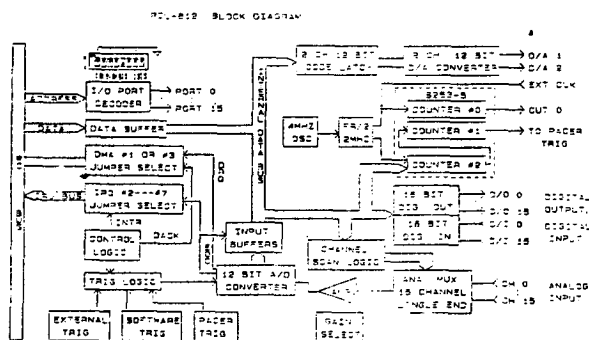 PCL-812 BLOCK DIAGRAM
I/O PORT
DECODER
PORT 0
PORT 15
ADDRESS
DATA
DATA BUFFER
DMA #1 OR #3
JUMPER SELECT
IRQ #2---#7
JUMPER SELECT
BUS
INTR
DACK
CONTROL
LOGIC
TRIG LOGIC
EXTERNAL
TRIG
SOFTWARE
TRIG
PACER
TRIG
INPUT
BUFFERS
12 BIT A/D
CONVERTER
2 CH 12 BIT
CODE LATCH
2 CH 12 BIT
D/A CONVERTER
D/A 1
D/A 2
EXT CLK
8253-5
COUNTER #0
OUT 0
COUNTER #1
TO PACER
TRIG
COUNTER #2
4MHZ
OSC
FR/2
2MHZ
16 BIT
DIG OUT
D/O 0
D/O 15
DIGITAL
OUTPUT
16 BIT
DIG IN
D/I 0
D/I 15
DIGITAL
INPUT
CHANNEL
SCAN LOGIC
ANA MUX
16 CHANNEL
SINGLE END
CH 0
CH 15
ANALOG
INPUT
GAIN
SELECT